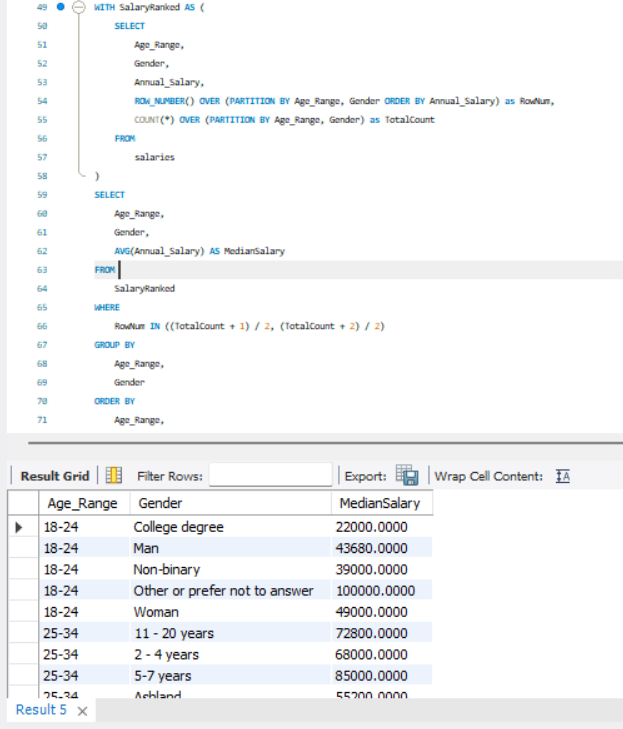 49 WITH SalaryRanked AS (
50 SELECT
51 Age_Range,
52 Gender,
53 Annual_Salary,
54 ROW_NUMBER() OVER (PARTITION BY Age_Range, Gender ORDER BY Annual_Salary) as RowNum,
55 COUNT(*) OVER (PARTITION BY Age_Range, Gender) as TotalCount
56 FROM
57 salaries
58 )
59 SELECT
60 Age_Range,
61 Gender,
62 AVG(Annual_Salary) AS MedianSalary
63 FROM
64 SalaryRanked
65 WHERE
66 RowNum IN ((TotalCount + 1) / 2, (TotalCount + 2) / 2)
67 GROUP BY
68 Age_Range,
69 Gender
70 ORDER BY
71 Age_Range,
Result Grid Filter Rows: Export: Wrap Cell Content: IA
Age_Range Gender MedianSalary
18-24 College degree 22000.0000
18-24 Man 43680.0000
18-24 Non-binary 39000.0000
18-24 Other or prefer not to answer 100000.0000
18-24 Woman 49000.0000
25-34 11 - 20 years 72800.0000
25-34 2 - 4 years 68000.0000
25-34 5-7 years 85000.0000
25-34 Ashland 55200.0000
Result 5